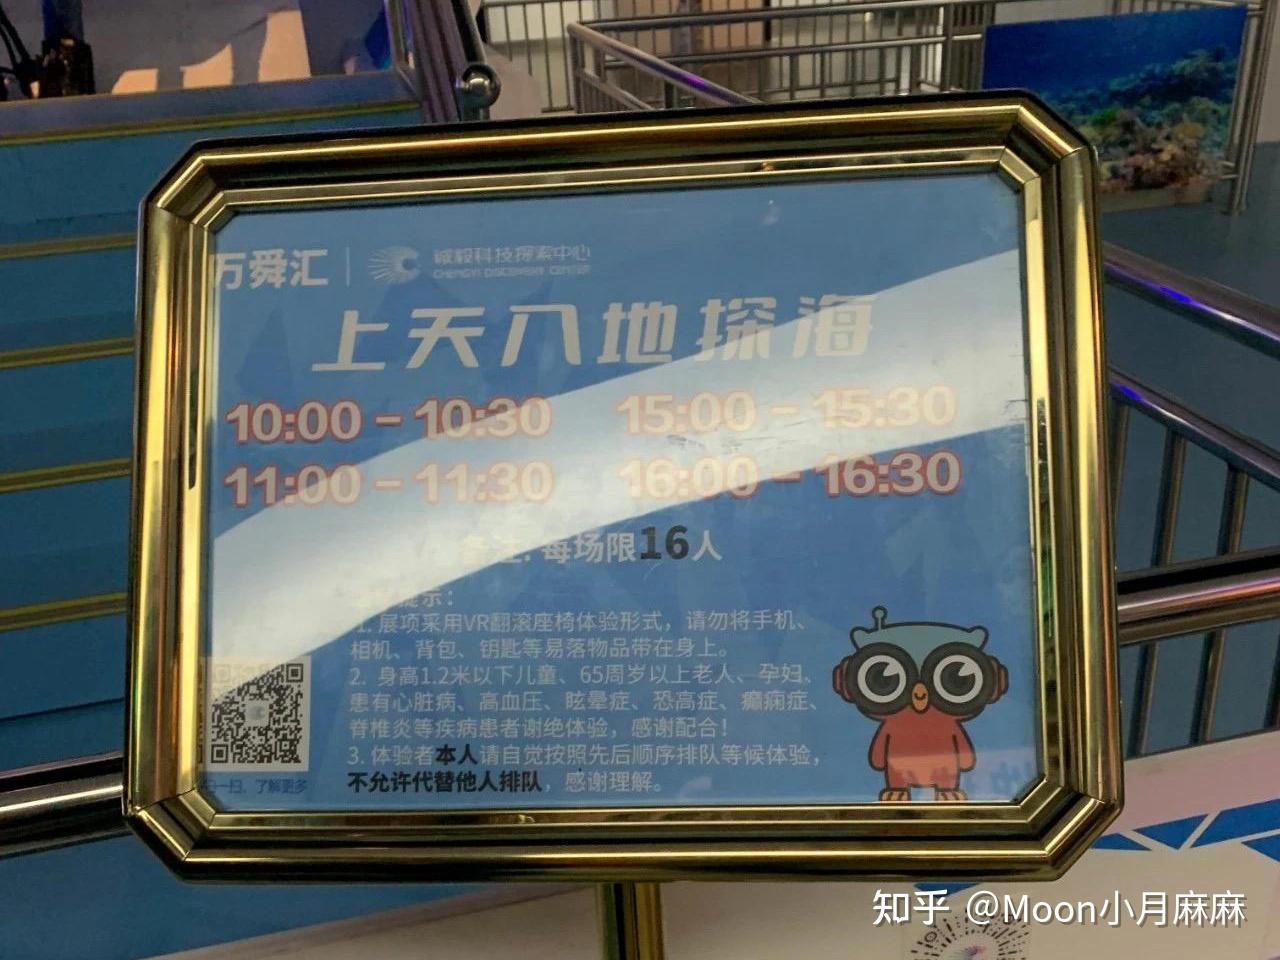 万舜汇 | 诚毅科技探索中心
CHENGYI DISCOVERY CENTER
上天入地探海
10:00 - 10:30 15:00 - 15:30
11:00 - 11:30 16:00 - 16:30
备注: 每场限16人
提示:
1. 展项采用VR翻滚座椅体验形式，请勿将手机、
相机、背包、钥匙等易落物品带在身上。
2. 身高1.2米以下儿童、65周岁以上老人、孕妇、
患有心脏病、高血压、眩晕症、恐高症、癫痫症、
脊椎炎等疾病患者谢绝体验，感谢配合！
3. 体验者本人请自觉按照先后顺序排队等候体验，
不允许代替他人排队，感谢理解。
扫一扫，了解更多
知乎 @Moon小月麻麻